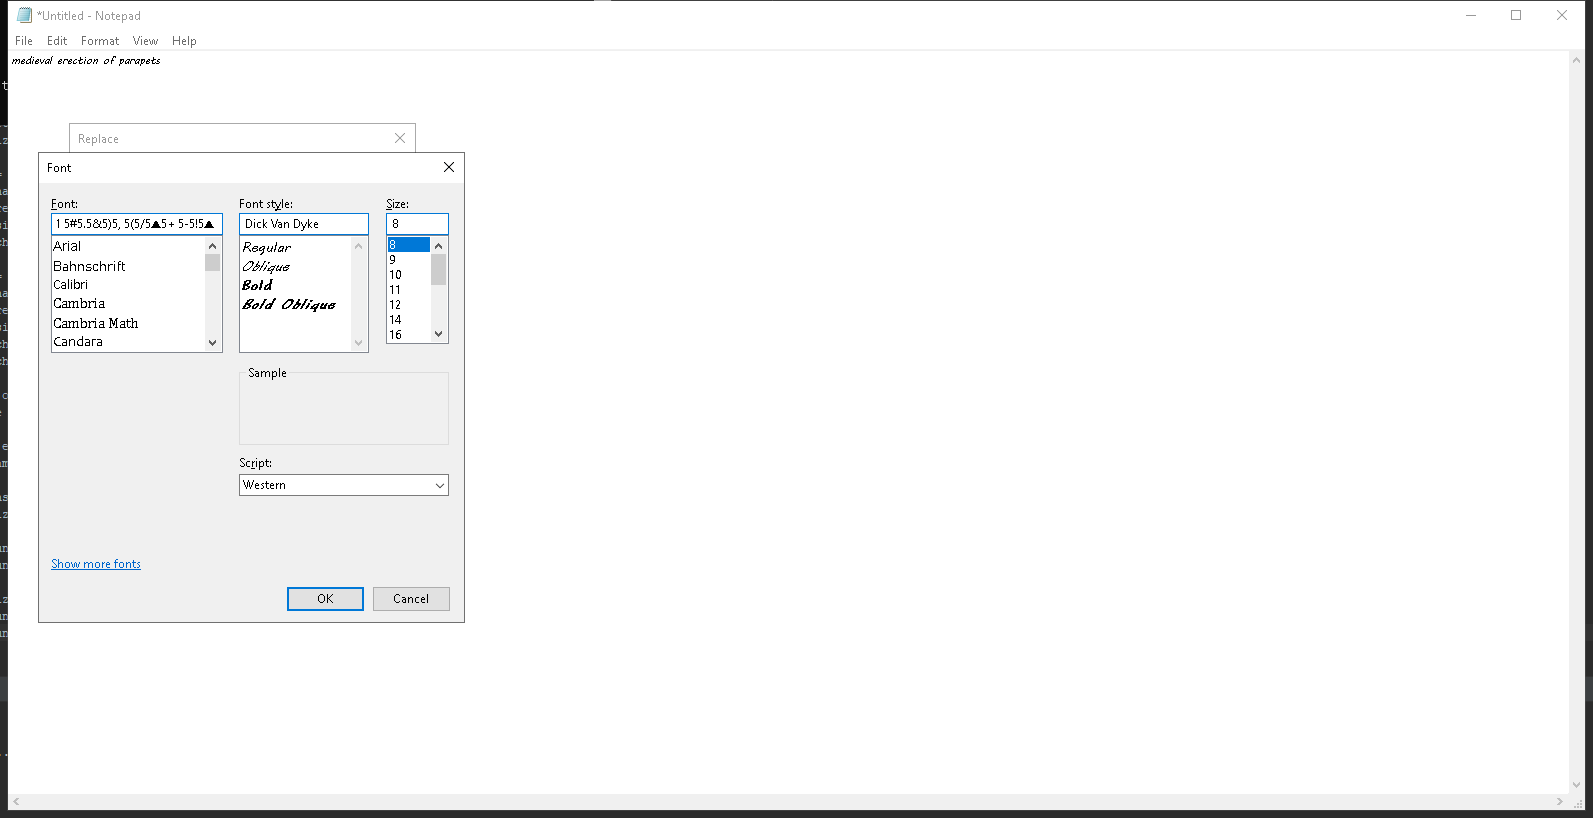 *Untitled - Notepad
File Edit Format View Help
medieval erection of parapets
Replace
Font
Font: Font style: Size:
1 5#5.5&5)5, 5(5/5▲5+ 5-5!5▲ Dick Van Dyke 8
Arial
Bahnschrift
Calibri
Cambria
Cambria Math
Candara
Regular
Oblique
Bold
Bold Oblique
8
9
10
11
12
14
16
Sample
Script:
Western
Show more fonts
OK Cancel